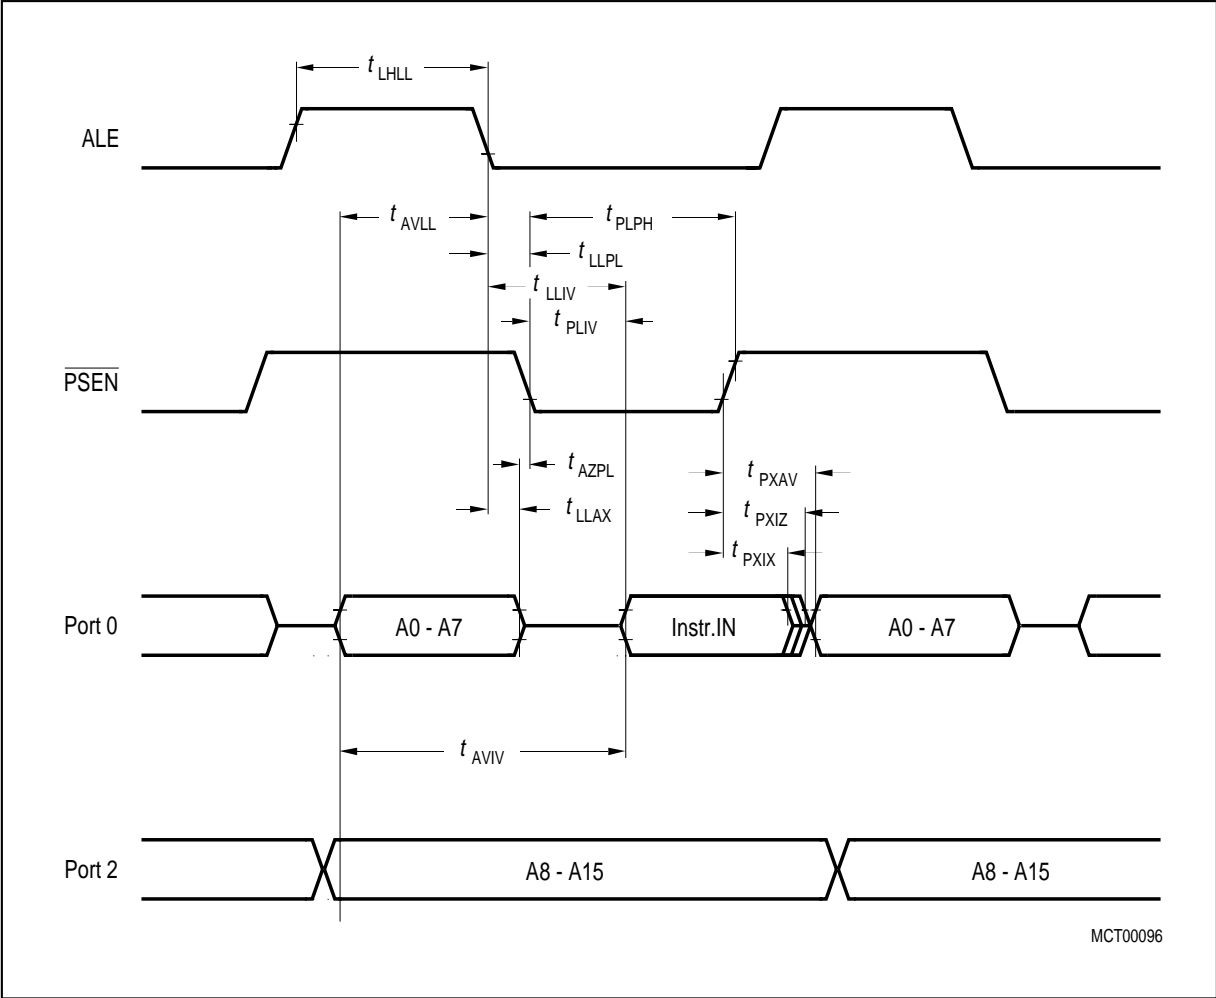 t LHLL
ALE
t AVLL
t PLPH
t LLPL
t LLIV
t PLIV
PSEN
t AZPL
t PXAV
t LLAX
t PXIZ
t PXIX
Port 0
A0 - A7
Instr.IN
A0 - A7
t AVIV
Port 2
A8 - A15
A8 - A15
MCT00096